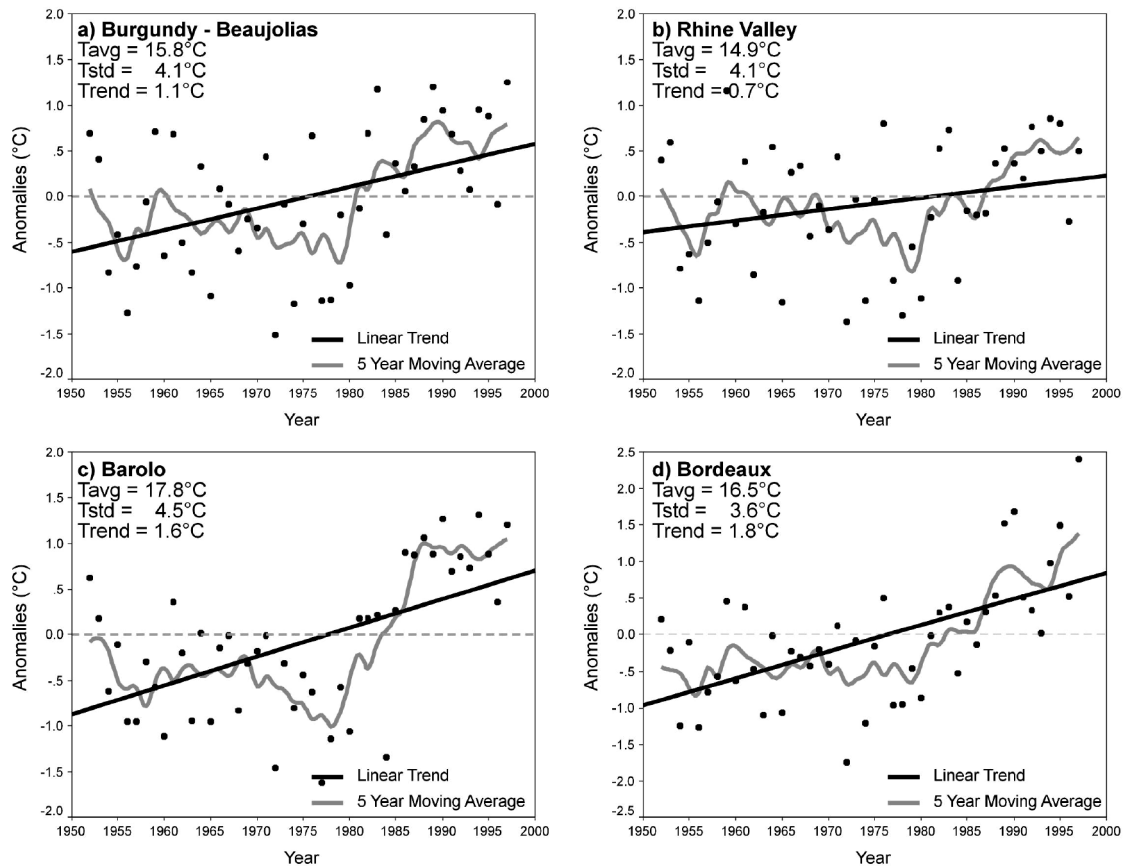 a) Burgundy - Beaujolias
Tavg = 15.8°C
Tstd = 4.1°C
Trend = 1.1°C
2.0
1.5
1.0
.5
0.0
-.5
-1.0
-1.5
-2.0
Anomalies (°C)
Linear Trend
5 Year Moving Average
1950 1955 1960 1965 1970 1975 1980 1985 1990 1995 2000
Year
b) Rhine Valley
Tavg = 14.9°C
Tstd = 4.1°C
Trend = 0.7°C
2.0
1.5
1.0
.5
0.0
-.5
-1.0
-1.5
-2.0
Anomalies (°C)
Linear Trend
5 Year Moving Average
1950 1955 1960 1965 1970 1975 1980 1985 1990 1995 2000
Year
c) Barolo
Tavg = 17.8°C
Tstd = 4.5°C
Trend = 1.6°C
2.0
1.5
1.0
.5
0.0
-.5
-1.0
-1.5
-2.0
Anomalies (°C)
Linear Trend
5 Year Moving Average
1950 1955 1960 1965 1970 1975 1980 1985 1990 1995 2000
Year
d) Bordeaux
Tavg = 16.5°C
Tstd = 3.6°C
Trend = 1.8°C
2.5
2.0
1.5
1.0
.5
0.0
-.5
-1.0
-1.5
-2.0
-2.5
Anomalies (°C)
Linear Trend
5 Year Moving Average
1950 1955 1960 1965 1970 1975 1980 1985 1990 1995 2000
Year